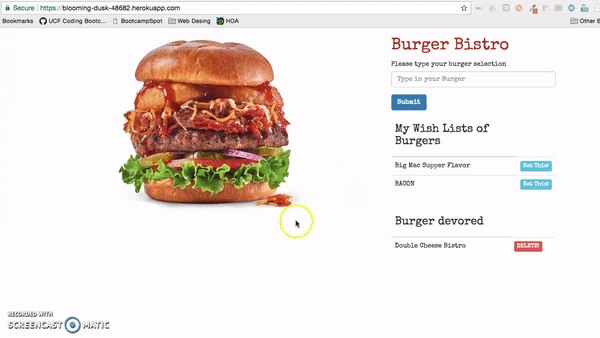 Secure | https://blooming-dusk-48682.herokuapp.com
Bookmarks UCF Coding Bootc... BootcampSpot Web Desing HOA Other B
Burger Bistro
Please type your burger selection
Type in your Burger
Submit
My Wish Lists of
Burgers
Big Mac Supper Flavor Eat This!
BACON Eat This!
Burger devored
Double Cheese Bistro DELETE!
RECORDED WITH
SCREENCAST MATIC